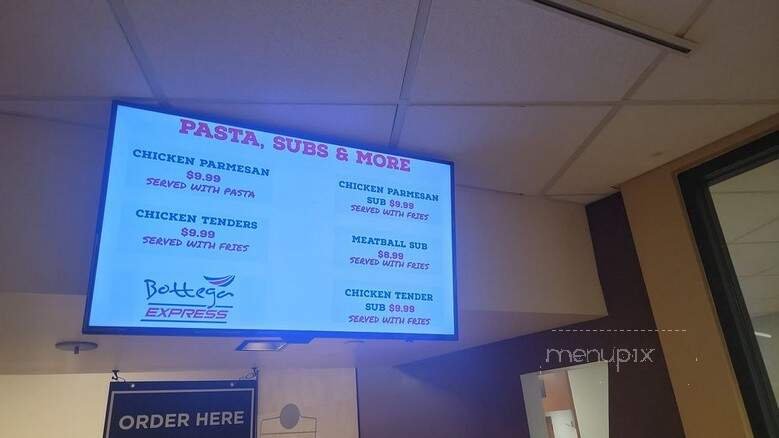 PASTA, SUBS & MORE
CHICKEN PARMESAN
$9.99
SERVED WITH PASTA
CHICKEN TENDERS
$9.99
SERVED WITH FRIES
Bottega
EXPRESS
CHICKEN PARMESAN
SUB $9.99
SERVED WITH FRIES
MEATBALL SUB
$8.99
SERVED WITH FRIES
CHICKEN TENDER
SUB $9.99
SERVED WITH FRIES
ORDER HERE
menupix